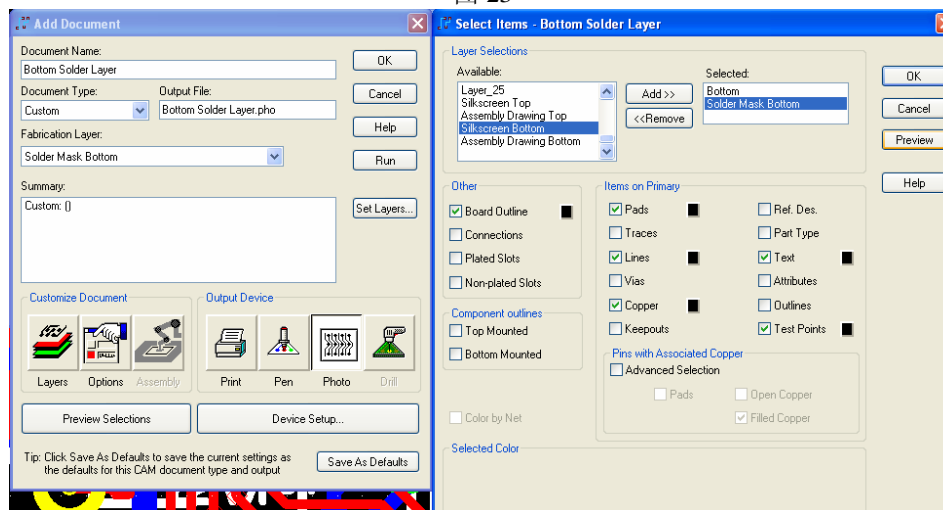 Add Document
Document Name:
Bottom Solder Layer
OK
Document Type:
Output File:
Custom
Bottom Solder Layer.pho
Cancel
Fabrication Layer:
Help
Solder Mask Bottom
Run
Summary:
Custom: ()
Set Layers...
Customize Document
Output Device
Layers
Options
Assembly
Print
Pen
Photo
Drill
Preview Selections
Device Setup...
Tip: Click Save As Defaults to save the current settings as
the defaults for this CAM document type and output
Save As Defaults
Select Items - Bottom Solder Layer
Layer Selections
Available:
Selected:
Layer_25
Silkscreen Top
Assembly Drawing Top
Silkscreen Bottom
Assembly Drawing Bottom
Add >>
<<Remove
Bottom
Solder Mask Bottom
OK
Cancel
Preview
Help
Other
Board Outline
Connections
Plated Slots
Non-plated Slots
Component outlines
Top Mounted
Bottom Mounted
Color by Net
Items on Primary
Pads
Ref. Des.
Traces
Part Type
Lines
Text
Vias
Attributes
Copper
Outlines
Keepouts
Test Points
Pins with Associated Copper
Advanced Selection
Pads
Open Copper
Filled Copper
Selected Color